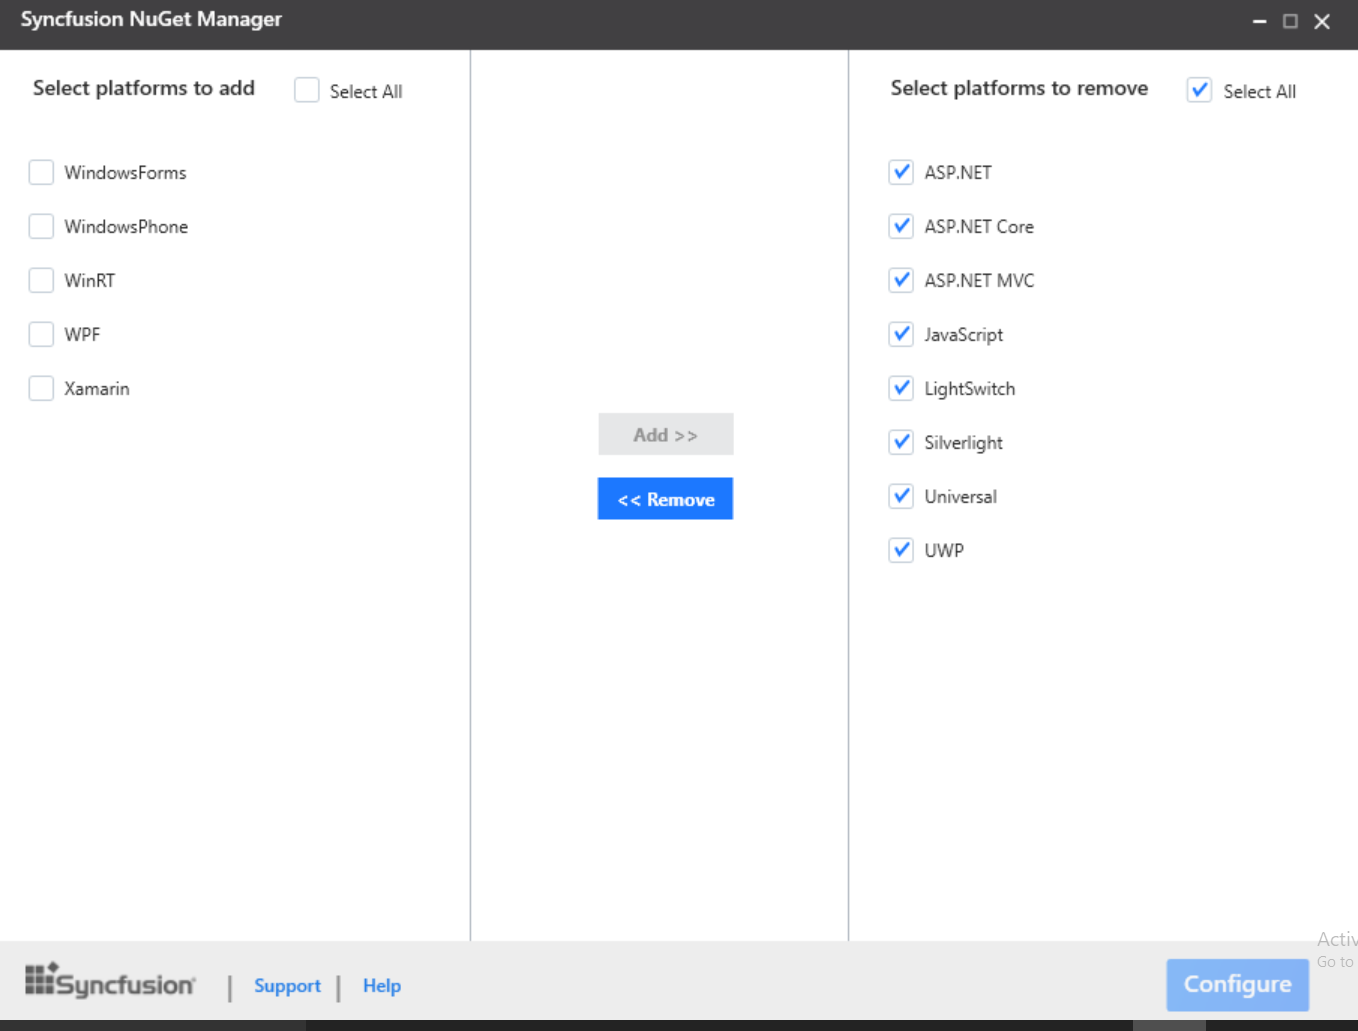 Syncfusion NuGet Manager
Select platforms to add
Select All
WindowsForms
WindowsPhone
WinRT
WPF
Xamarin
Add >>
<< Remove
Select platforms to remove
Select All
ASP.NET
ASP.NET Core
ASP.NET MVC
JavaScript
LightSwitch
Silverlight
Universal
UWP
Syncfusion
| Support | Help
Configure
Go to